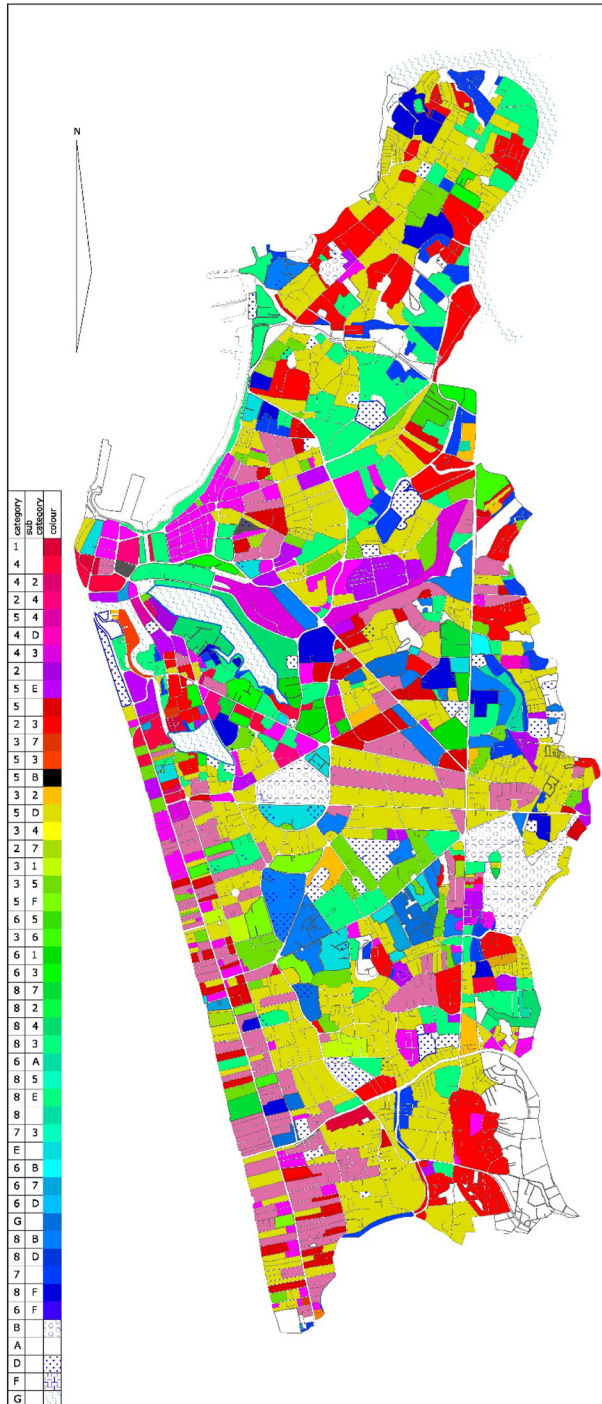 N
category sub category colour
1
4
4 2
2 4
5 4
4 D
4 3
2
5 E
5
2 3
3 7
5 3
5 B
3 2
5 D
3 4
2 7
3 1
3 5
5 F
6 5
3 6
6 1
6 3
8 7
8 2
8 4
8 3
6 A
8 5
8 E
8
7 3
E
6 B
6 7
6 D
G
8 B
8 D
7
8 F
6 F
B
A
D
F
G